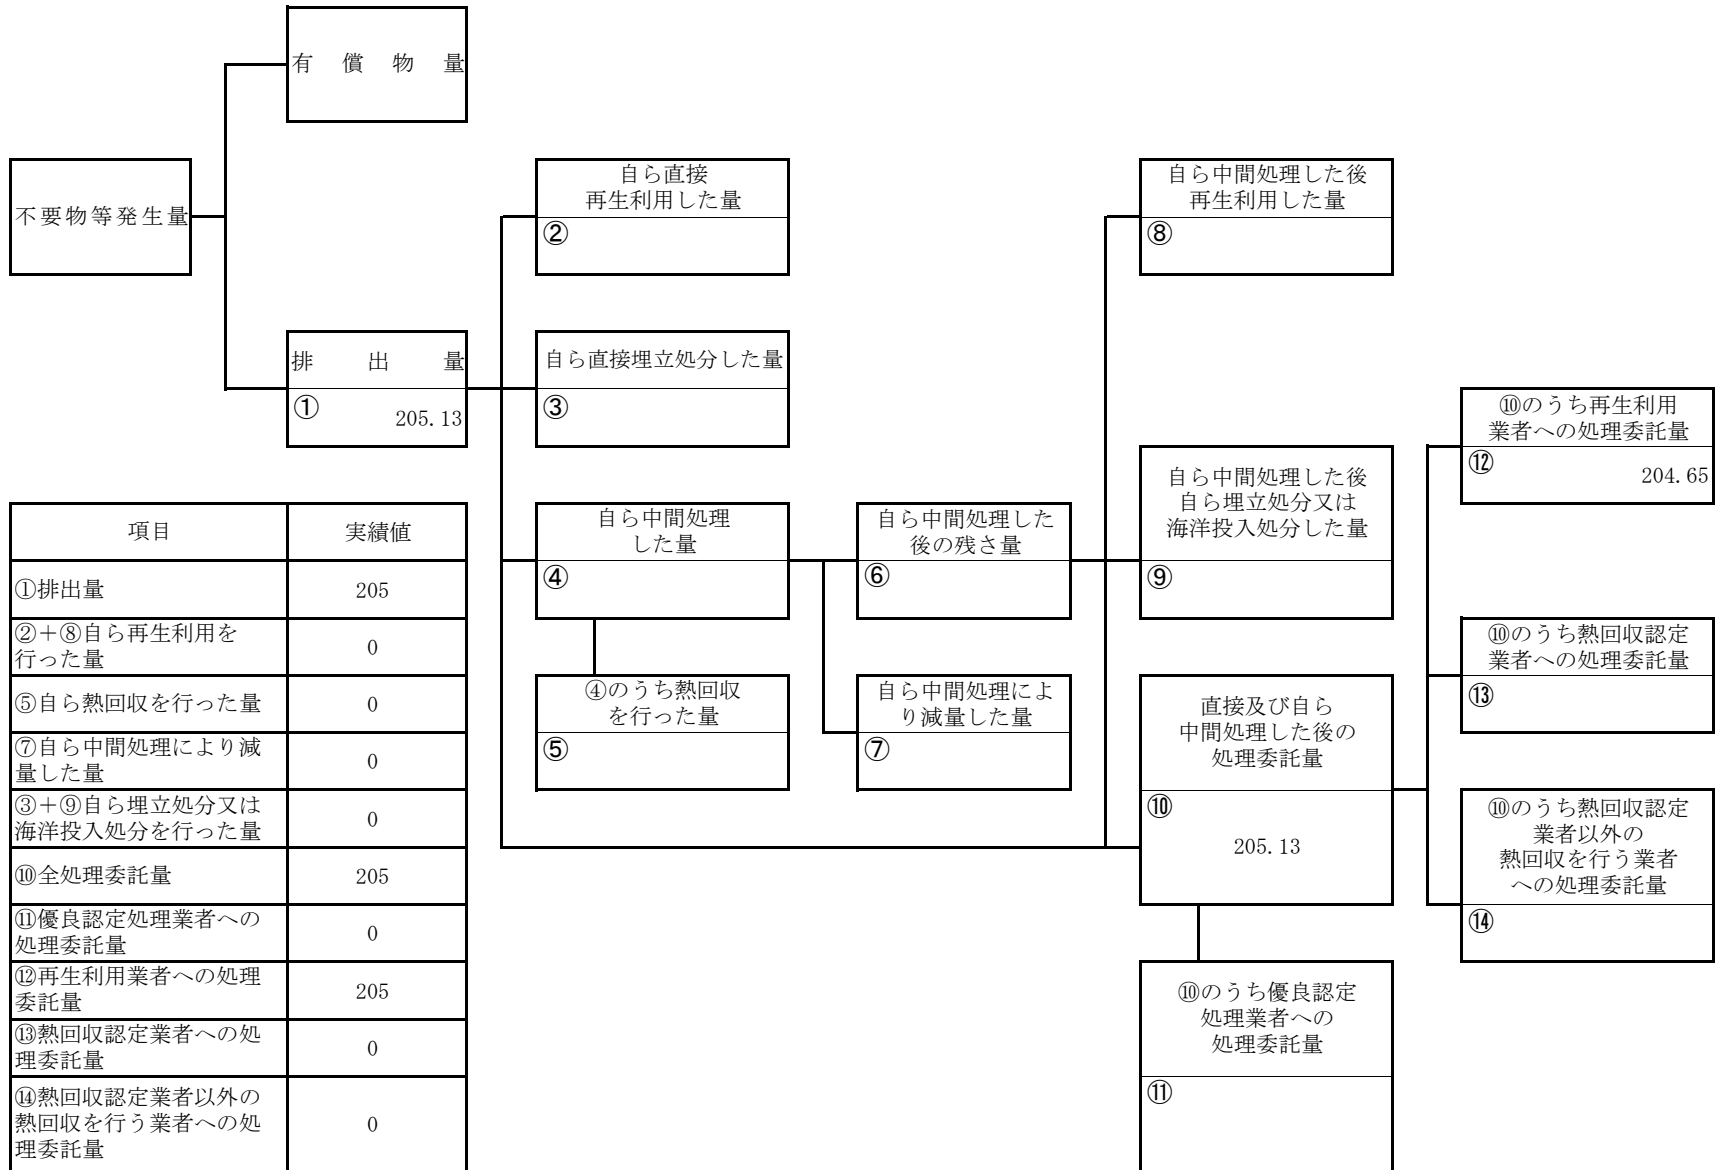 有償物量
不要物等発生量
自ら直接
再生利用した量
②
自ら中間処理した後
再生利用した量
⑧
排出量
①
205.13
自ら直接埋立処分した量
③
⑩のうち再生利用
業者への処理委託量
⑫
204.65
自ら中間処理した後
自ら埋立処分又は
海洋投入処分した量
⑨
自ら中間処理
した量
④
自ら中間処理した
後の残さ量
⑥
④のうち熱回収
を行った量
⑤
自ら中間処理によ
り減量した量
⑦
⑩のうち熱回収認定
業者への処理委託量
⑬
直接及び自ら
中間処理した後の
処理委託量
⑩
205.13
⑩のうち熱回収認定
業者以外の
熱回収を行う業者
への処理委託量
⑭
⑩のうち優良認定
処理業者への
処理委託量
⑪
項目 実績値
①排出量 205
②＋⑧自ら再生利用を
行った量 0
⑤自ら熱回収を行った量 0
⑦自ら中間処理により減
量した量 0
③＋⑨自ら埋立処分又は
海洋投入処分を行った量 0
⑩全処理委託量 205
⑪優良認定処理業者への
処理委託量 0
⑫再生利用業者への処理
委託量 205
⑬熱回収認定業者への処
理委託量 0
⑭熱回収認定業者以外の
熱回収を行う業者への処
理委託量 0